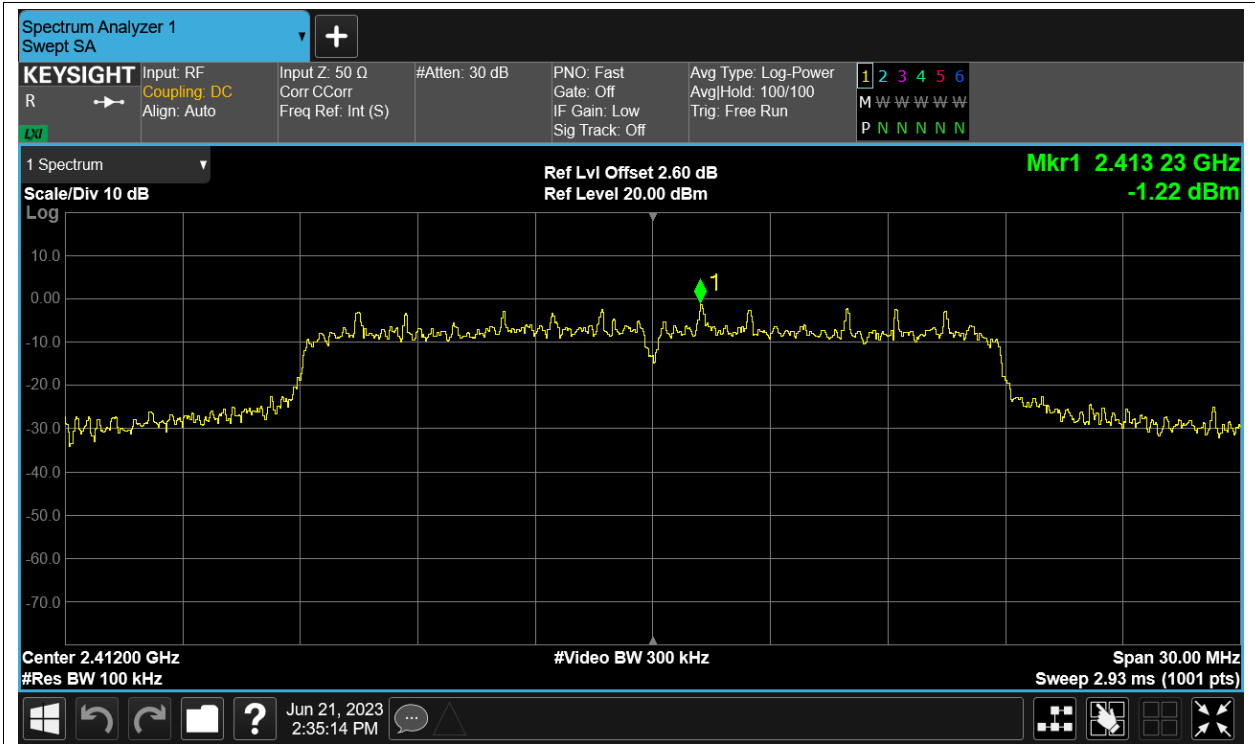 Spectrum Analyzer 1
Swept SA
KEYSIGHT
R
LXI
Input: RF
Coupling: DC
Align: Auto
Input Z: 50 Ω
Corr CCorr
Freq Ref: Int (S)
#Atten: 30 dB
PNO: Fast
Gate: Off
IF Gain: Low
Sig Track: Off
Avg Type: Log-Power
Avg|Hold: 100/100
Trig: Free Run
1 2 3 4 5 6
M W W W W W
P N N N N N
1 Spectrum
Scale/Div 10 dB
Log
Ref Lvl Offset 2.60 dB
Ref Level 20.00 dBm
Mkr1 2.413 23 GHz
-1.22 dBm
1
10.0
0.00
-10.0
-20.0
-30.0
-40.0
-50.0
-60.0
-70.0
Center 2.41200 GHz
#Video BW 300 kHz
Span 30.00 MHz
#Res BW 100 kHz
Sweep 2.93 ms (1001 pts)
?
Jun 21, 2023
2:35:14 PM